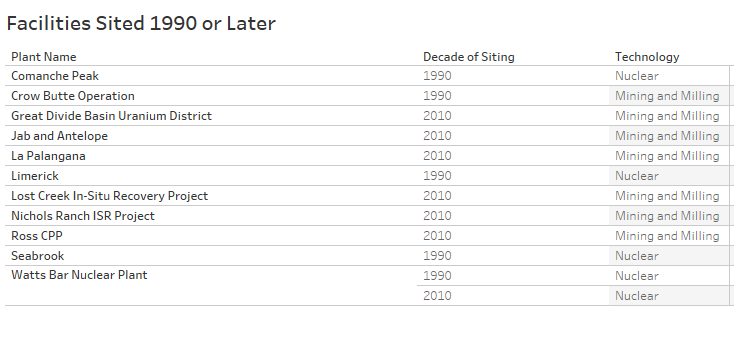 Facilities Sited 1990 or Later
Plant Name Decade of Siting Technology
Comanche Peak 1990 Nuclear
Crow Butte Operation 1990 Mining and Milling
Great Divide Basin Uranium District 2010 Mining and Milling
Jab and Antelope 2010 Mining and Milling
La Palangana 2010 Mining and Milling
Limerick 1990 Nuclear
Lost Creek In-Situ Recovery Project 2010 Mining and Milling
Nichols Ranch ISR Project 2010 Mining and Milling
Ross CPP 2010 Mining and Milling
Seabrook 1990 Nuclear
Watts Bar Nuclear Plant 1990 Nuclear
2010 Nuclear